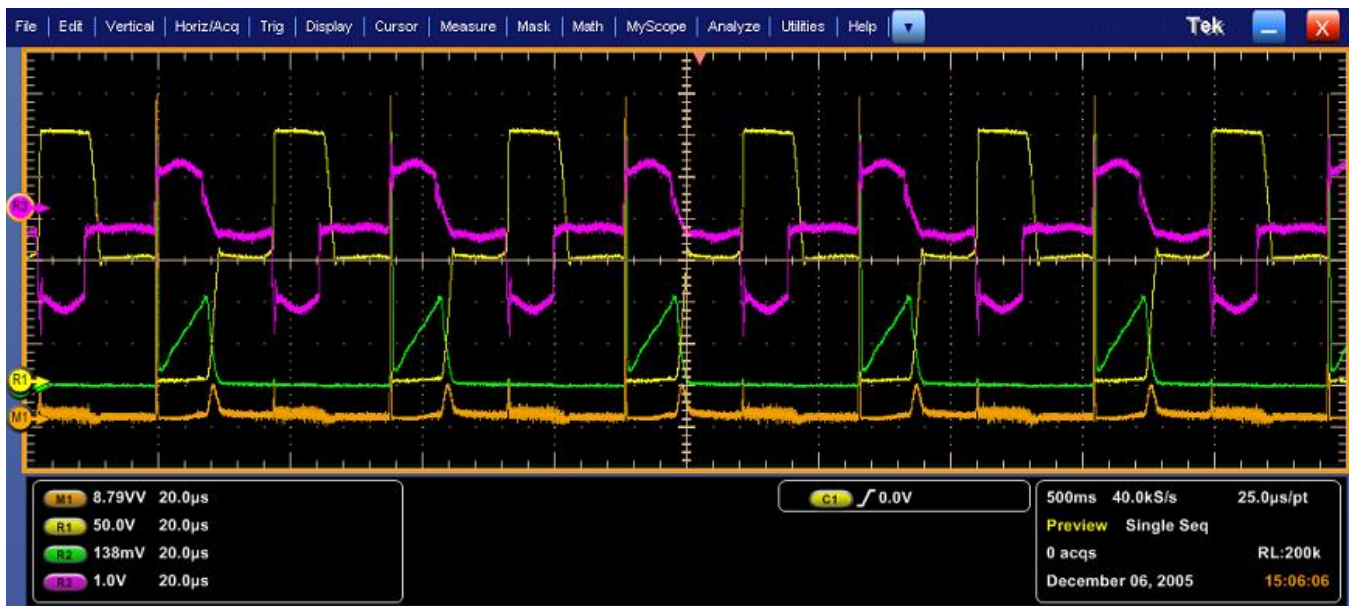 File | Edit | Vertical | Horiz/Acq | Trig | Display | Cursor | Measure | Mask | Math | MyScope | Analyze | Utilities | Help | Tek X
R3
R1
M1
M1 8.79VV 20.0µs
R1 50.0V 20.0µs
R2 138mV 20.0µs
R3 1.0V 20.0µs
C1 0.0V
500ms 40.0kS/s 25.0µs/pt
Preview Single Seq
0 acqs RL:200k
December 06, 2005 15:06:06